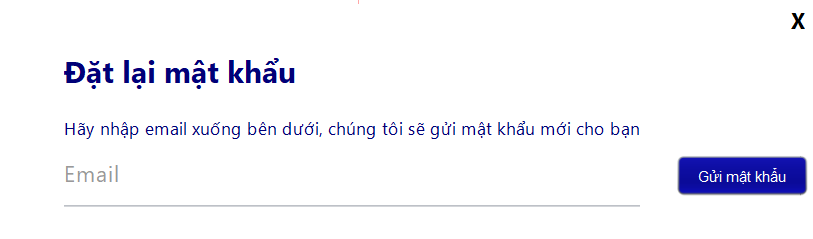 X
Đặt lại mật khẩu
Hãy nhập email xuống bên dưới, chúng tôi sẽ gửi mật khẩu mới cho bạn
Email
Gửi mật khẩu